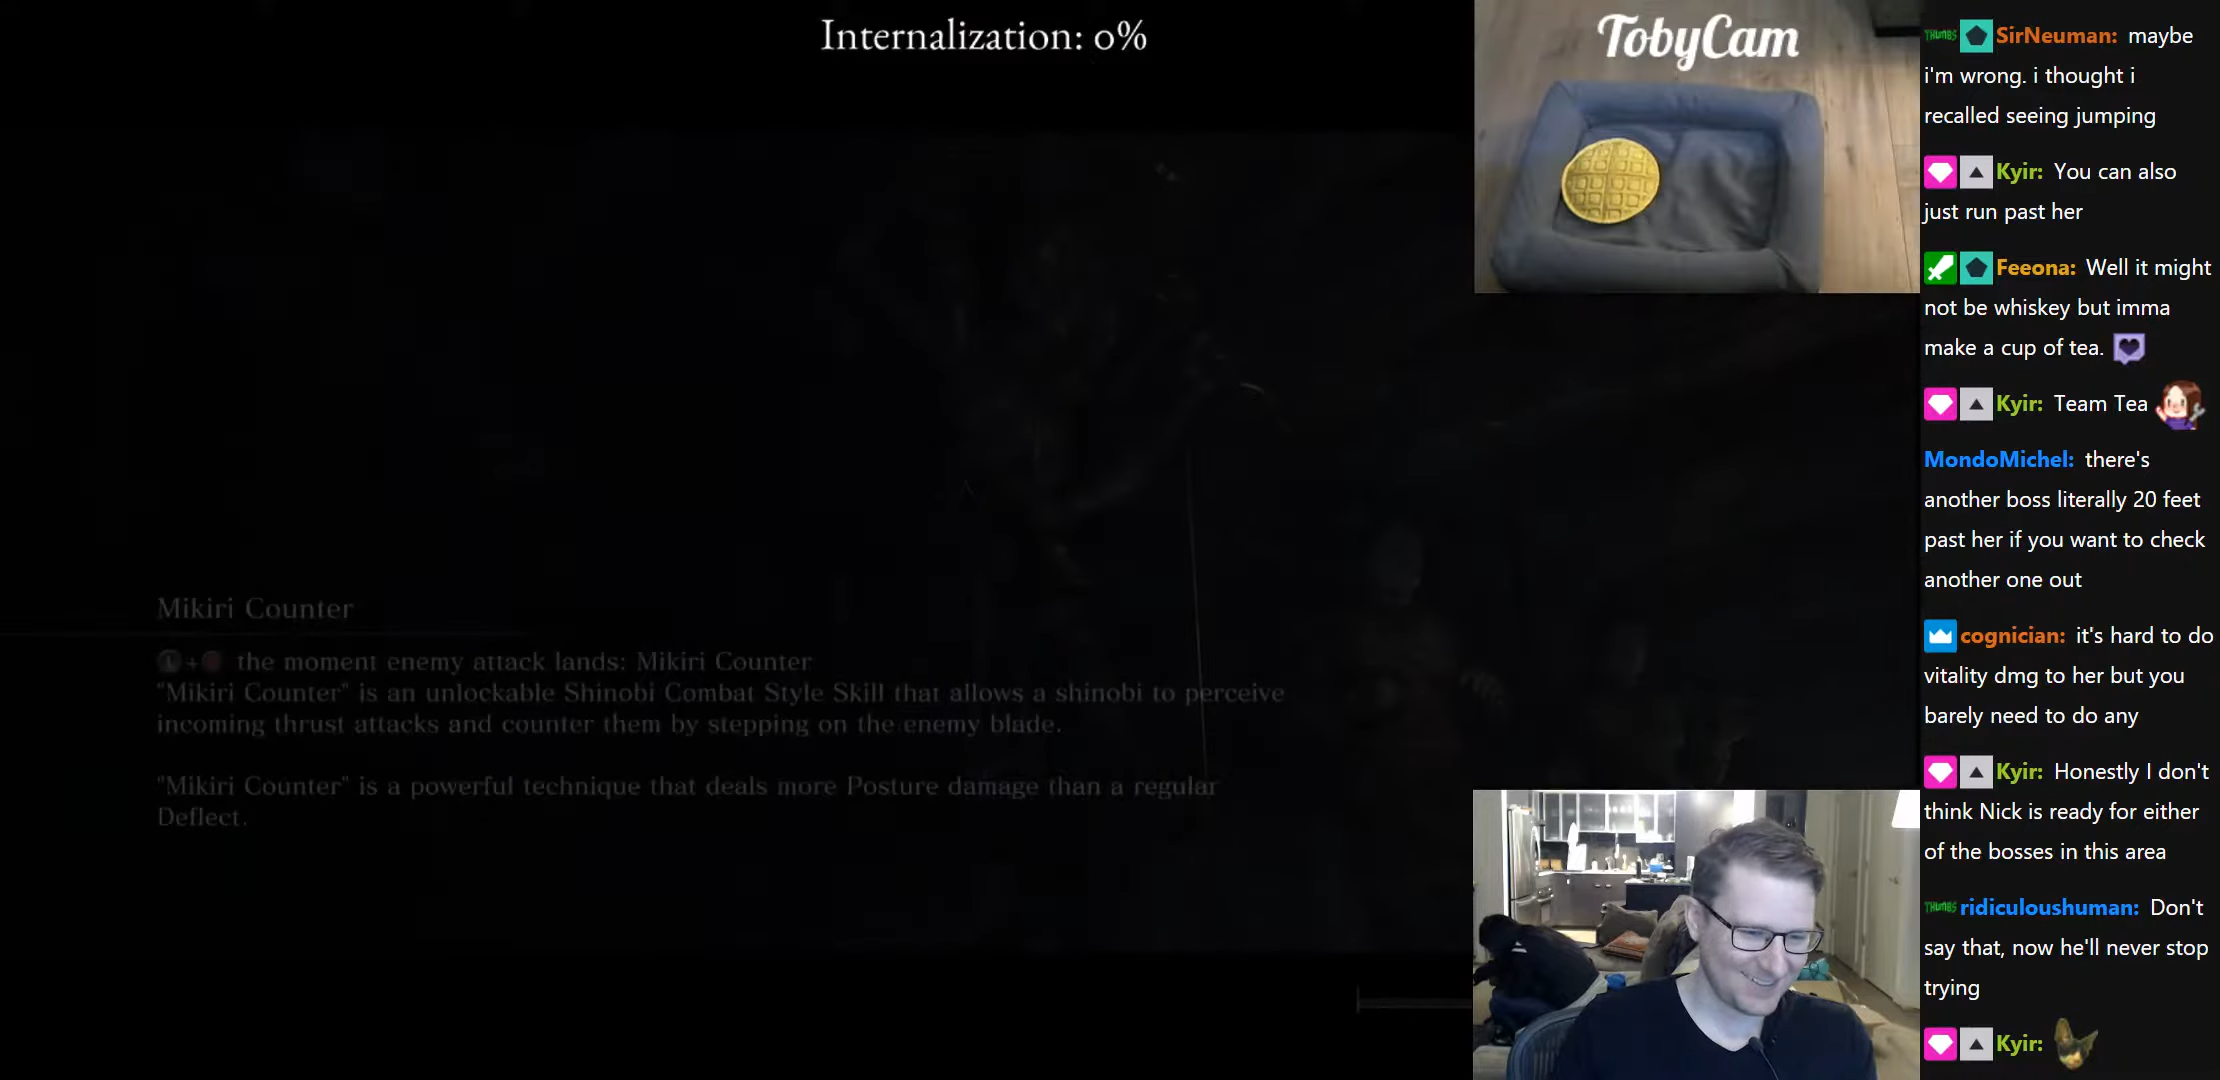 Internalization: 0%
TobyCam
Mikiri Counter
L + the moment enemy attack lands: Mikiri Counter
"Mikiri Counter" is an unlockable Shinobi Combat Style Skill that allows a shinobi to perceive
incoming thrust attacks and counter them by stepping on the enemy blade.
"Mikiri Counter" is a powerful technique that deals more Posture damage than a regular
Deflect.
THUMBS SirNeuman: maybe
i'm wrong. i thought i
recalled seeing jumping
Kyir: You can also
just run past her
Feeona: Well it might
not be whiskey but imma
make a cup of tea.
Kyir: Team Tea
MondoMichel: there's
another boss literally 20 feet
past her if you want to check
another one out
cognician: it's hard to do
vitality dmg to her but you
barely need to do any
Kyir: Honestly I don't
think Nick is ready for either
of the bosses in this area
THUMBS ridiculoushuman: Don't
say that, now he'll never stop
trying
Kyir: